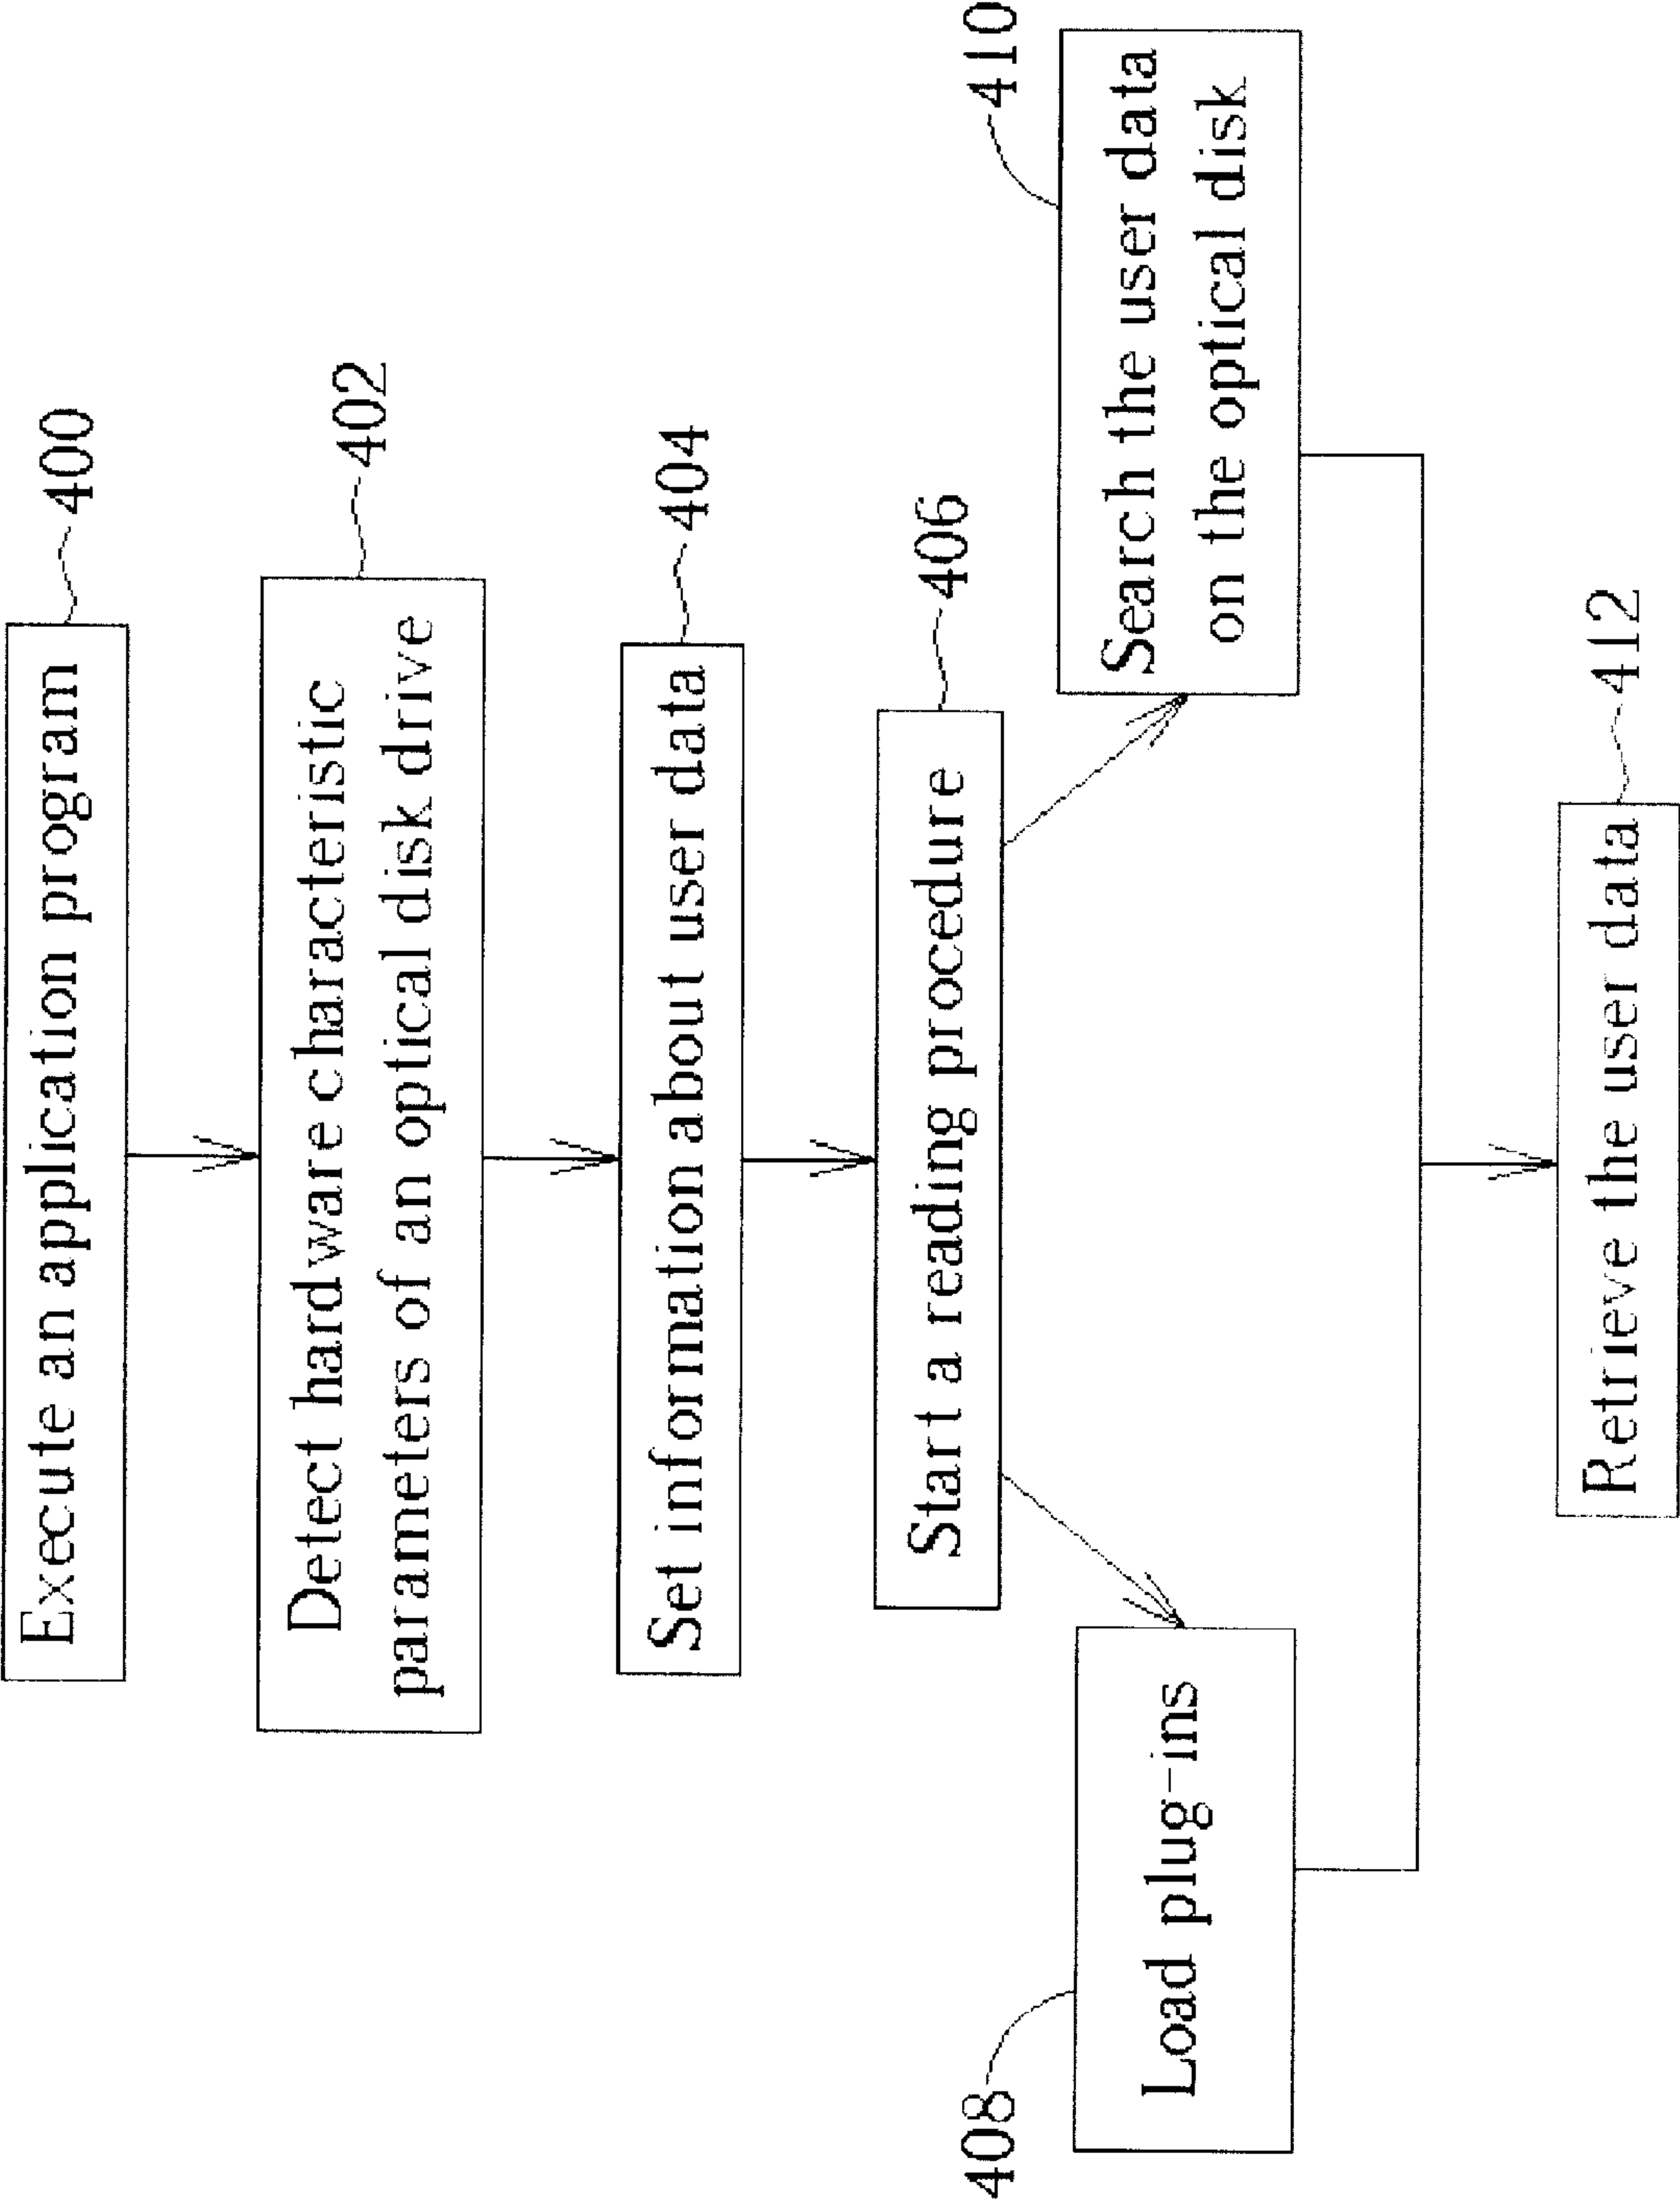 Execute an application program
400
Detect hardware characteristic
parameters of an optical disk drive
402
Set information about user data
404
Start a reading procedure
406
408
Load plug-ins
410
Search the user data
on the optical disk
Retrieve the user data
412